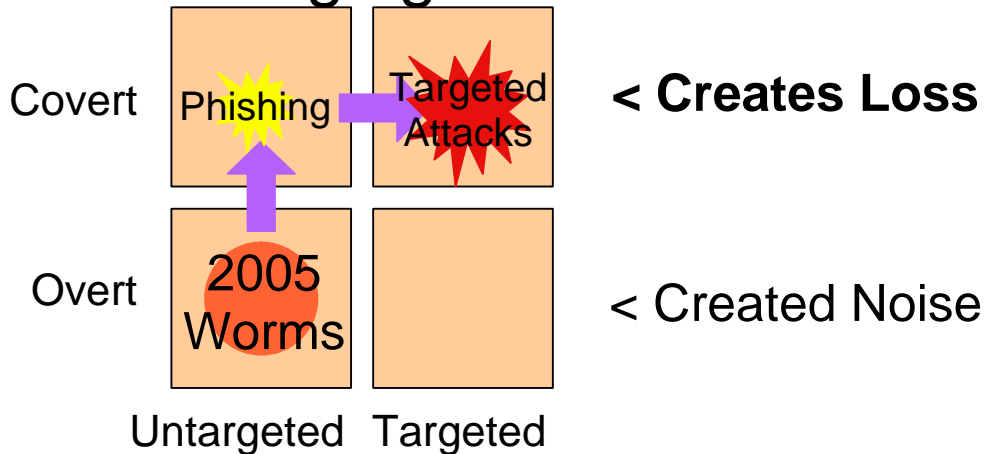 Covert
Phishing
Targeted
Attacks
< Creates Loss
Overt
2005
Worms
< Created Noise
Untargeted
Targeted